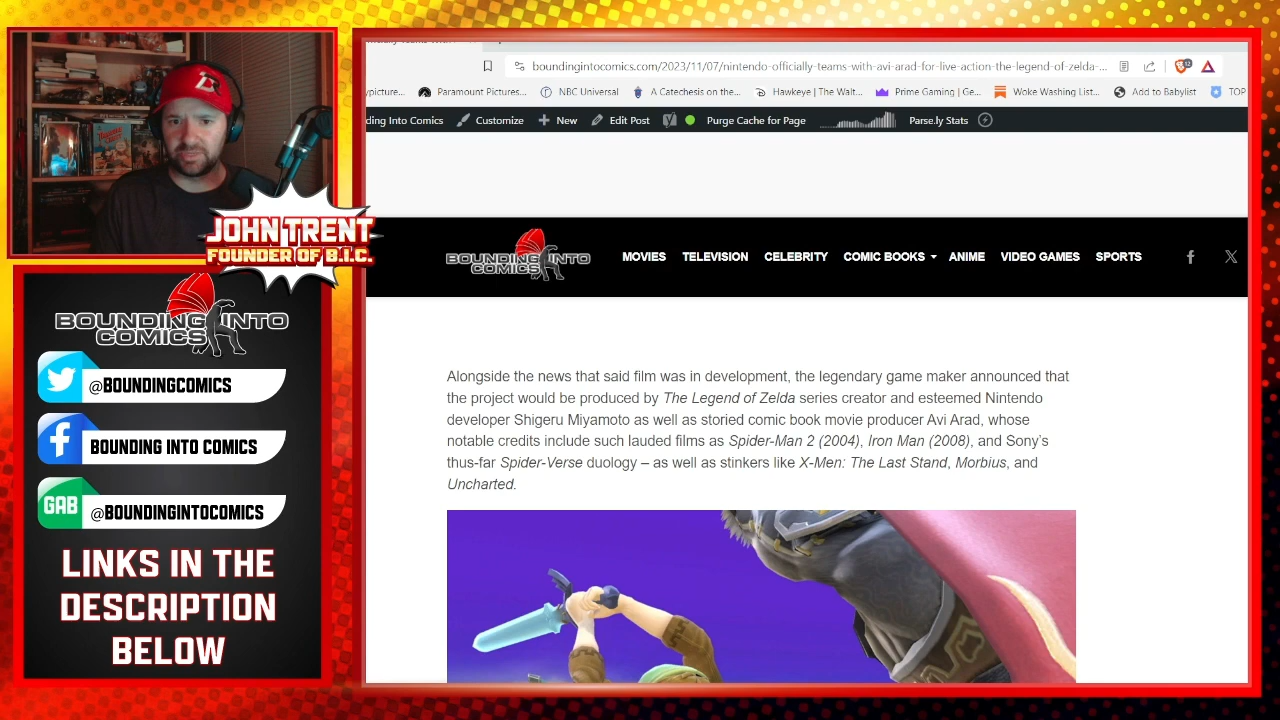 JOHN TRENT
FOUNDER OF B.I.C.
BOUNDING INTO
COMICS
@BOUNDINGCOMICS
BOUNDING INTO COMICS
GAB
@BOUNDINGINTOCOMICS
LINKS IN THE
DESCRIPTION
BELOW
boundingintocomics.com/2023/11/07/nintendo-officially-teams-with-avi-arad-for-live-action-the-legend-of-zelda-...
ypicture... Paramount Pictures... NBC Universal A Catechesis on the... Hawkeye | The Walt... Prime Gaming | Ge... Woke Washing List... Add to Babylist TOP
ding Into Comics Customize New Edit Post Purge Cache for Page Parse.ly Stats
BOUNDING INTO
COMICS
MOVIES TELEVISION CELEBRITY COMIC BOOKS ANIME VIDEO GAMES SPORTS
Alongside the news that said film was in development, the legendary game maker announced that
the project would be produced by The Legend of Zelda series creator and esteemed Nintendo
developer Shigeru Miyamoto as well as storied comic book movie producer Avi Arad, whose
notable credits include such lauded films as Spider-Man 2 (2004), Iron Man (2008), and Sony's
thus-far Spider-Verse duology – as well as stinkers like X-Men: The Last Stand, Morbius, and
Uncharted.